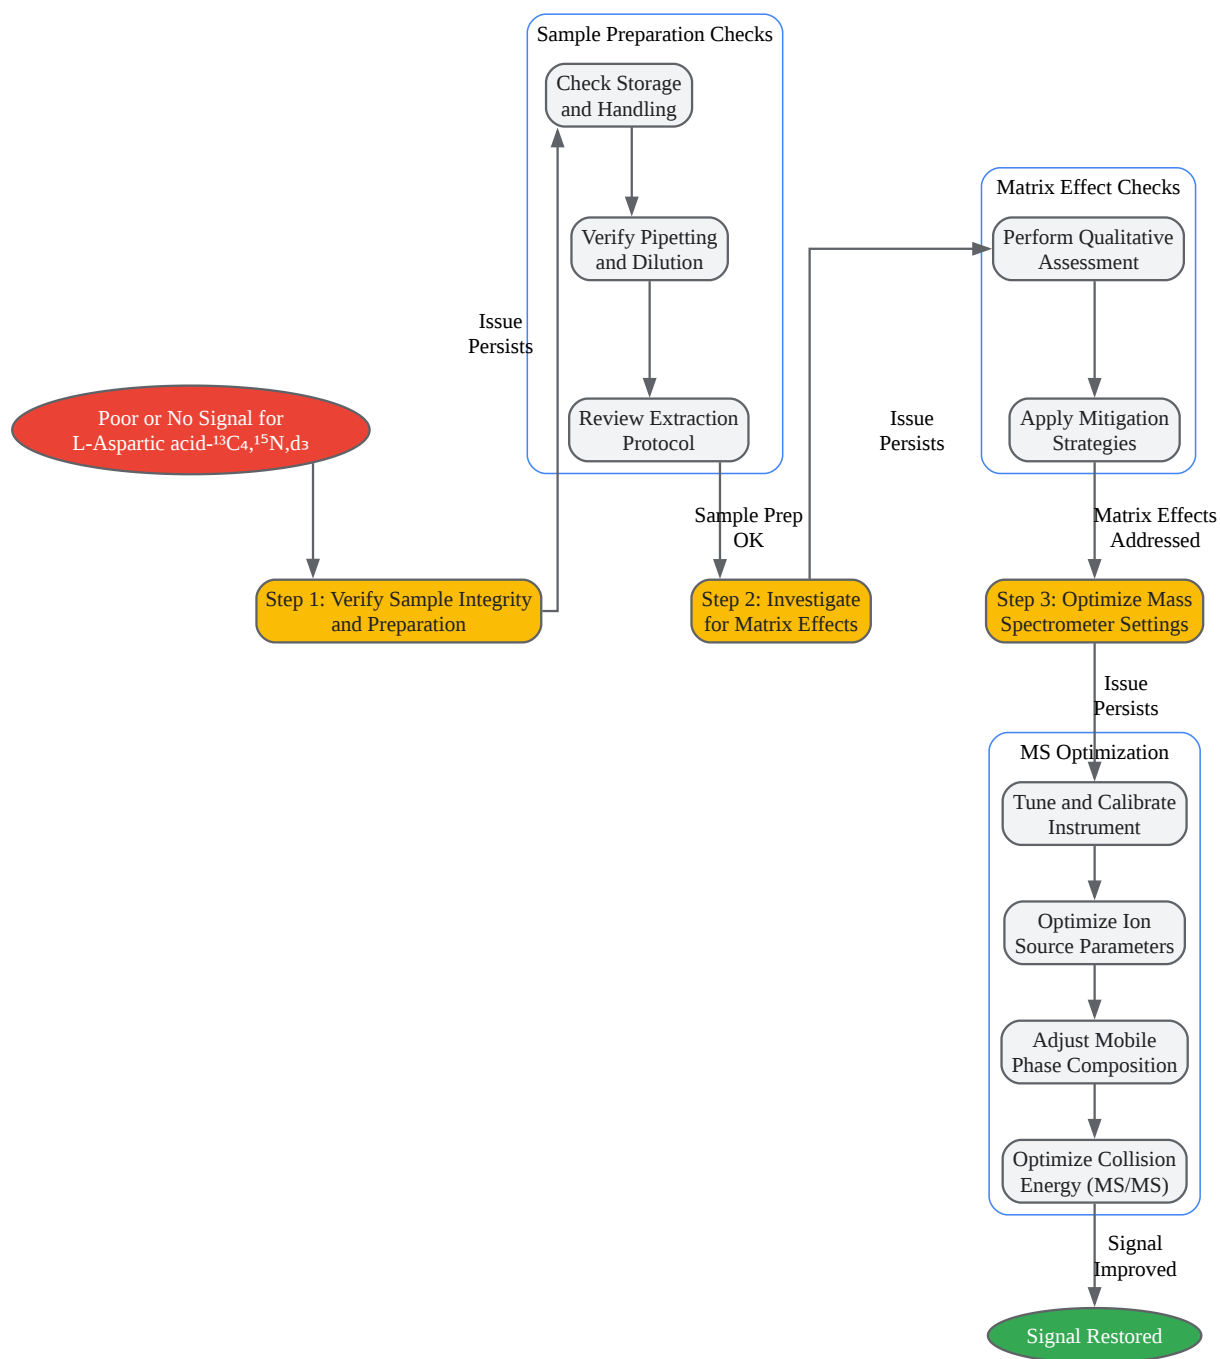 Sample Preparation Checks
Check Storage
and Handling
Verify Pipetting
and Dilution
Review Extraction
Protocol
Issue
Persists
Poor or No Signal for
L-Aspartic acid-¹³C₄,¹⁵N,d₃
Step 1: Verify Sample Integrity
and Preparation
Sample Prep
OK
Step 2: Investigate
for Matrix Effects
Issue
Persists
Matrix Effect Checks
Perform Qualitative
Assessment
Apply Mitigation
Strategies
Matrix Effects
Addressed
Step 3: Optimize Mass
Spectrometer Settings
Issue
Persists
MS Optimization
Tune and Calibrate
Instrument
Optimize Ion
Source Parameters
Adjust Mobile
Phase Composition
Optimize Collision
Energy (MS/MS)
Signal
Improved
Signal Restored